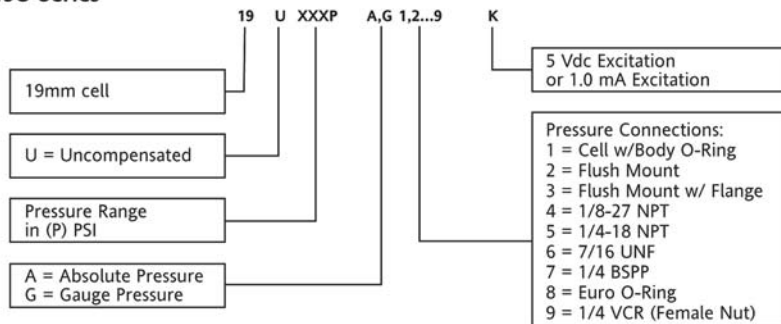 19 U XXXP A,G 1,2...9 K
5 Vdc Excitation
or 1.0 mA Excitation
19mm cell
U = Uncompensated
Pressure Range
in (P) PSI
A = Absolute Pressure
G = Gauge Pressure
Pressure Connections:
1 = Cell w/Body O-Ring
2 = Flush Mount
3 = Flush Mount w/ Flange
4 = 1/8-27 NPT
5 = 1/4-18 NPT
6 = 7/16 UNF
7 = 1/4 BSPP
8 = Euro O-Ring
9 = 1/4 VCR (Female Nut)